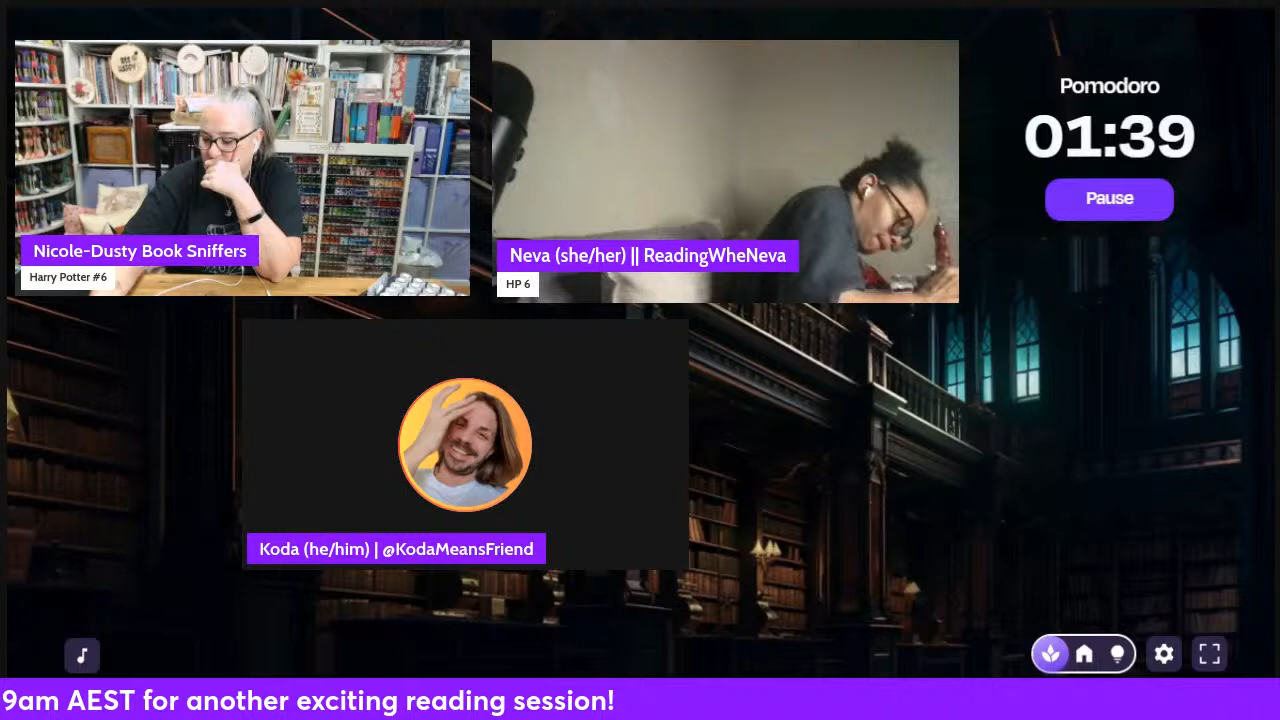 Pomodoro
01:39
Pause
Nicole-Dusty Book Sniffers
Harry Potter #6
Neva (she/her) || ReadingWheNeva
HP 6
Koda (he/him) | @KodaMeansFriend
9am AEST for another exciting reading session!